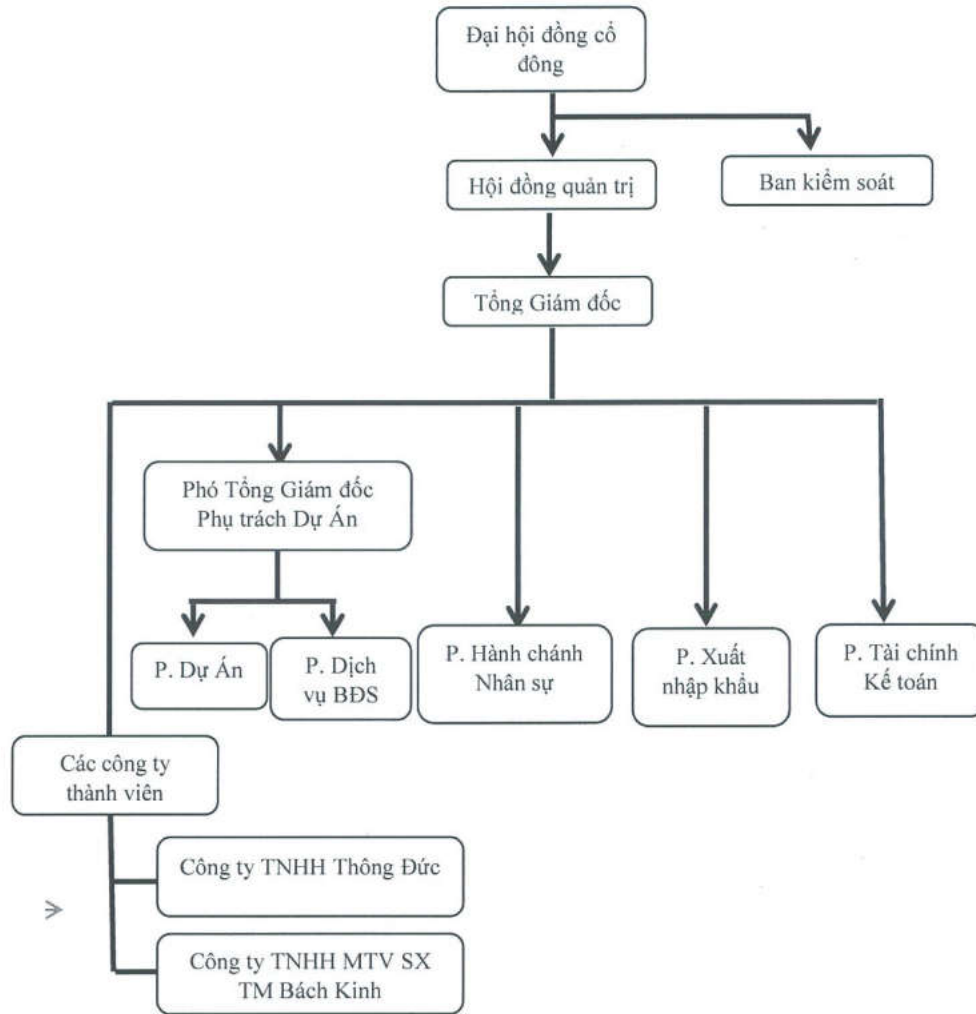 Đại hội đồng cổ
đông
Hội đồng quản trị
Ban kiểm soát
Tổng Giám đốc
Phó Tổng Giám đốc
Phụ trách Dự Án
P. Dự Án
P. Dịch
vụ BĐS
P. Hành chánh
Nhân sự
P. Xuất
nhập khẩu
P. Tài chính
Kế toán
Các công ty
thành viên
Công ty TNHH Thông Đức
Công ty TNHH MTV SX
TM Bách Kinh